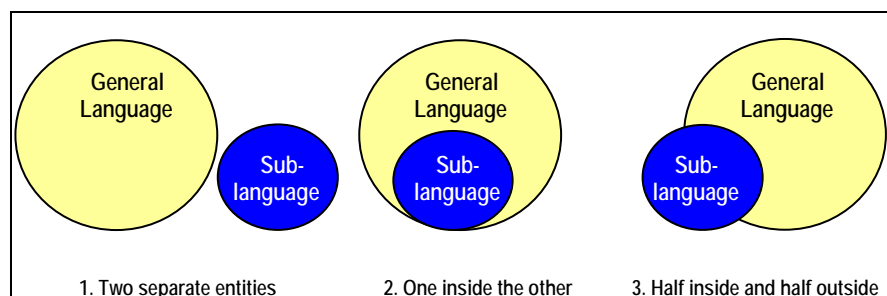 General
Language
Sub-
language
General
Language
Sub-
language
General
Language
Sub-
language
1. Two separate entities
2. One inside the other
3. Half inside and half outside